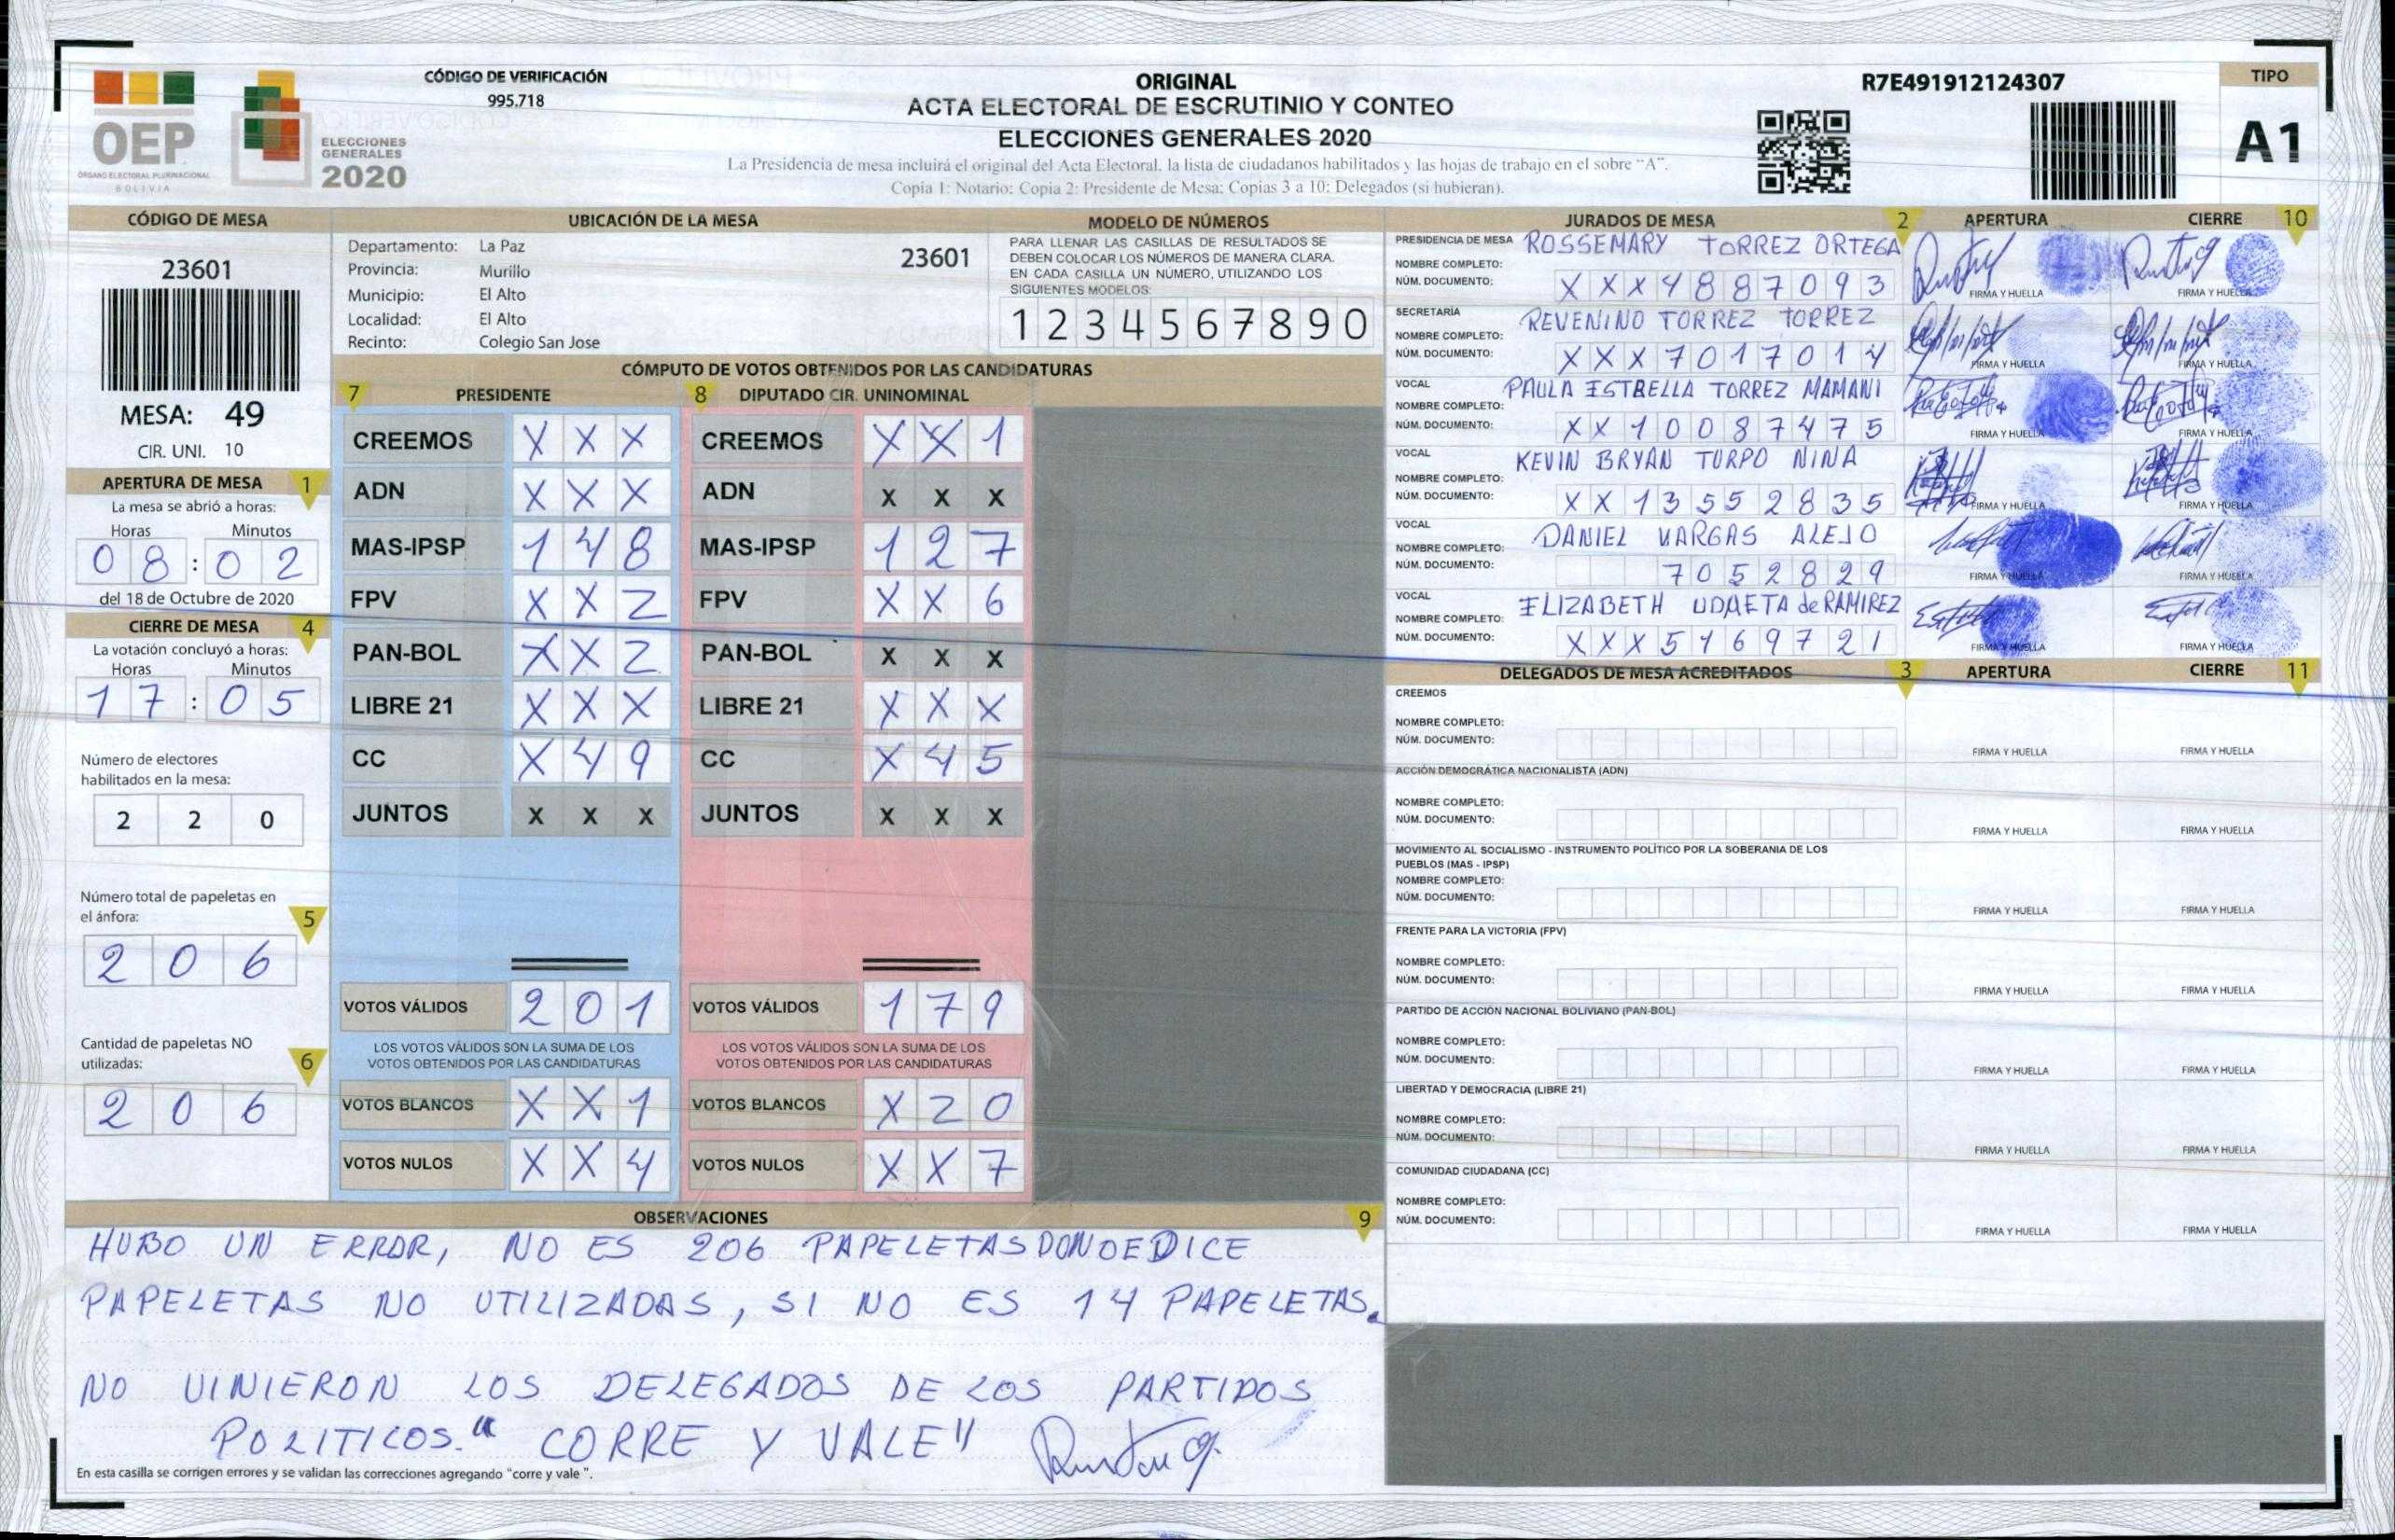 OEP
ÓRGANO ELECTORAL PLURINACIONAL
BOLIVIA
ELECCIONES
GENERALES
2020
CÓDIGO DE VERIFICACIÓN
995.718
ORIGINAL
ACTA ELECTORAL DE ESCRUTINIO Y CONTEO
ELECCIONES GENERALES 2020
La Presidencia de mesa incluirá el original del Acta Electoral. la lista de ciudadanos habilitados y las hojas de trabajo en el sobre "A".
Copia 1: Notario; Copia 2: Presidente de Mesa; Copias 3 a 10: Delegados (si hubieran).
R7E491912124307
TIPO
A1
CÓDIGO DE MESA
23601
MESA: 49
CIR. UNI. 10
APERTURA DE MESA 1
La mesa se abrió a horas:
Horas Minutos
08:02
del 18 de Octubre de 2020
CIERRE DE MESA 4
La votación concluyó a horas:
Horas Minutos
17:05
Número de electores
habilitados en la mesa:
2 2 0
Número total de papeletas en
el ánfora: 5
2 0 6
Cantidad de papeletas NO
utilizadas: 6
2 0 6
UBICACIÓN DE LA MESA
Departamento: La Paz 23601
Provincia: Murillo
Municipio: El Alto
Localidad: El Alto
Recinto: Colegio San Jose
MODELO DE NÚMEROS
PARA LLENAR LAS CASILLAS DE RESULTADOS SE
DEBEN COLOCAR LOS NÚMEROS DE MANERA CLARA.
EN CADA CASILLA UN NÚMERO, UTILIZANDO LOS
SIGUIENTES MODELOS:
1 2 3 4 5 6 7 8 9 0
CÓMPUTO DE VOTOS OBTENIDOS POR LAS CANDIDATURAS
7 PRESIDENTE 8 DIPUTADO CIR. UNINOMINAL
CREEMOS X X X CREEMOS X X 1
ADN X X X ADN X X X
MAS-IPSP 1 4 8 MAS-IPSP 1 2 7
FPV X X 2 FPV X X 6
PAN-BOL X X 2 PAN-BOL X X X
LIBRE 21 X X X LIBRE 21 X X X
CC X 4 9 CC X 4 5
JUNTOS X X X JUNTOS X X X
VOTOS VÁLIDOS 2 0 1 VOTOS VÁLIDOS 1 7 9
LOS VOTOS VÁLIDOS SON LA SUMA DE LOS LOS VOTOS VÁLIDOS SON LA SUMA DE LOS
VOTOS OBTENIDOS POR LAS CANDIDATURAS VOTOS OBTENIDOS POR LAS CANDIDATURAS
VOTOS BLANCOS X X 1 VOTOS BLANCOS X 2 0
VOTOS NULOS X X 4 VOTOS NULOS X X 7
OBSERVACIONES 9
HUBO UN ERROR, NO ES 206 PAPELETAS DONDE DICE
PAPELETAS NO UTILIZADAS, SI NO ES 14 PAPELETAS.
NO VINIERON LOS DELEGADOS DE LOS PARTIDOS
POLITICOS. "CORRE Y VALE"
En esta casilla se corrigen errores y se validan las correcciones agregando "corre y vale ".
JURADOS DE MESA 2 APERTURA CIERRE 10
PRESIDENCIA DE MESA ROSSEMARY TORREZ ORTEGA
NOMBRE COMPLETO:
NÚM. DOCUMENTO: X X X 4 8 8 7 0 9 3 FIRMA Y HUELLA FIRMA Y HUELLA
SECRETARÍA REVENINO TORREZ TORREZ
NOMBRE COMPLETO:
NÚM. DOCUMENTO: X X X 7 0 1 7 0 1 4 FIRMA Y HUELLA FIRMA Y HUELLA
VOCAL PAULA ESTRELLA TORREZ MAMANI
NOMBRE COMPLETO:
NÚM. DOCUMENTO: X X 1 0 0 8 7 4 7 5 FIRMA Y HUELLA FIRMA Y HUELLA
VOCAL KEVIN BRYAN TURPO NINA
NOMBRE COMPLETO:
NÚM. DOCUMENTO: X X 1 3 5 5 2 8 3 5 FIRMA Y HUELLA FIRMA Y HUELLA
VOCAL DANIEL VARGAS ALEJO
NOMBRE COMPLETO:
NÚM. DOCUMENTO: 7 0 5 2 8 2 9 FIRMA Y HUELLA FIRMA Y HUELLA
VOCAL ELIZABETH UDAETA de RAMIREZ
NOMBRE COMPLETO:
NÚM. DOCUMENTO: X X X 5 1 6 9 7 2 1 FIRMA Y HUELLA FIRMA Y HUELLA
DELEGADOS DE MESA ACREDITADOS 3 APERTURA CIERRE 11
CREEMOS
NOMBRE COMPLETO:
NÚM. DOCUMENTO: FIRMA Y HUELLA FIRMA Y HUELLA
ACCIÓN DEMOCRÁTICA NACIONALISTA (ADN)
NOMBRE COMPLETO:
NÚM. DOCUMENTO: FIRMA Y HUELLA FIRMA Y HUELLA
MOVIMIENTO AL SOCIALISMO - INSTRUMENTO POLÍTICO POR LA SOBERANIA DE LOS
PUEBLOS (MAS - IPSP)
NOMBRE COMPLETO:
NÚM. DOCUMENTO: FIRMA Y HUELLA FIRMA Y HUELLA
FRENTE PARA LA VICTORIA (FPV)
NOMBRE COMPLETO:
NÚM. DOCUMENTO: FIRMA Y HUELLA FIRMA Y HUELLA
PARTIDO DE ACCIÓN NACIONAL BOLIVIANO (PAN-BOL)
NOMBRE COMPLETO:
NÚM. DOCUMENTO: FIRMA Y HUELLA FIRMA Y HUELLA
LIBERTAD Y DEMOCRACIA (LIBRE 21)
NOMBRE COMPLETO:
NÚM. DOCUMENTO: FIRMA Y HUELLA FIRMA Y HUELLA
COMUNIDAD CIUDADANA (CC)
NOMBRE COMPLETO:
NÚM. DOCUMENTO: FIRMA Y HUELLA FIRMA Y HUELLA